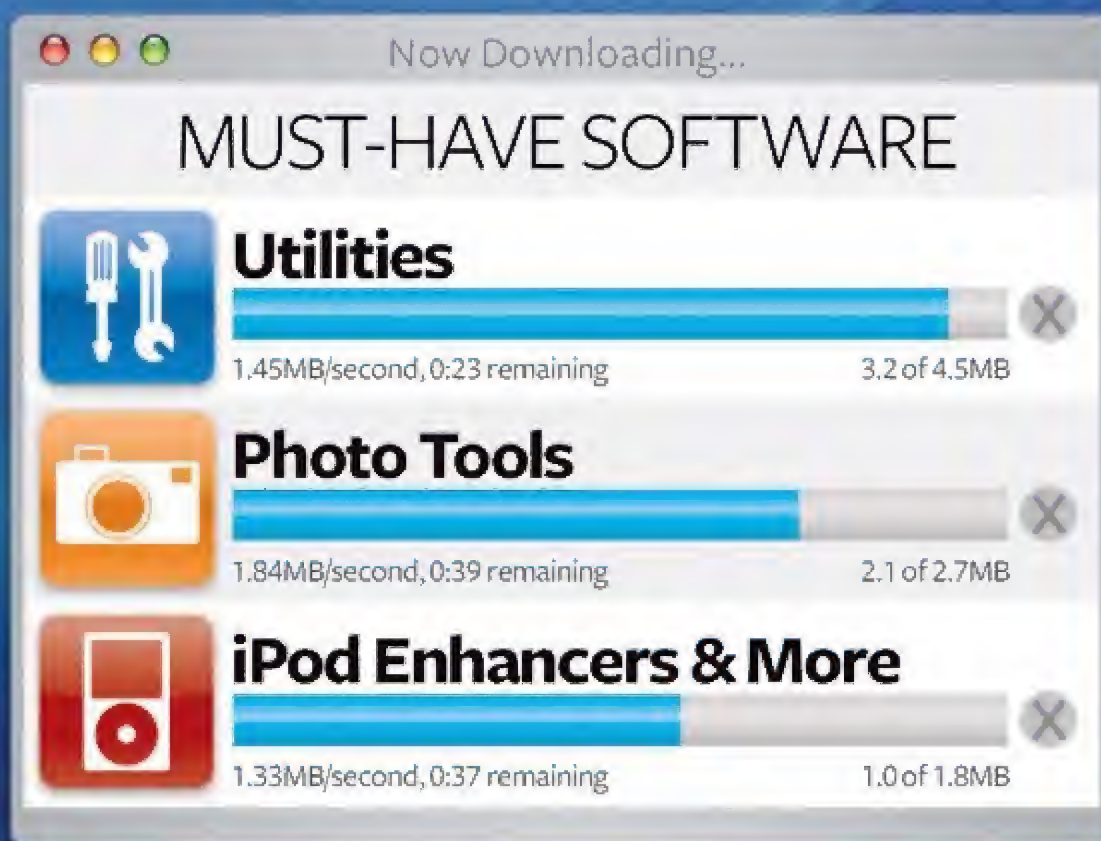 Now Downloading...
MUST-HAVE SOFTWARE
Utilities
1.45MB/second, 0:23 remaining 3.2 of 4.5MB
Photo Tools
1.84MB/second, 0:39 remaining 2.1 of 2.7MB
iPod Enhancers & More
1.33MB/second, 0:37 remaining 1.0 of 1.8MB